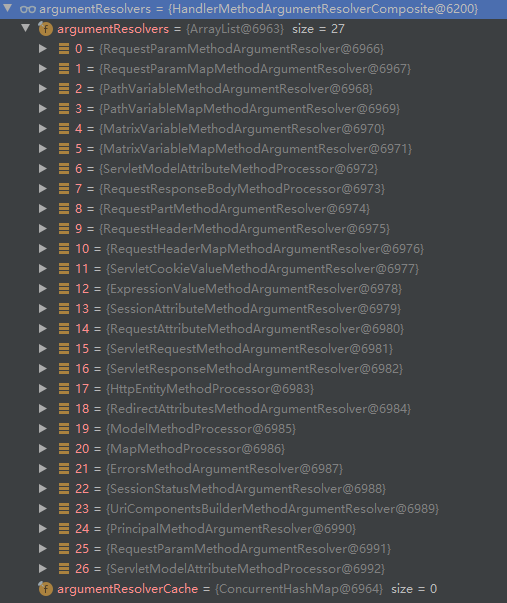 argumentResolvers = {HandlerMethodArgumentResolverComposite@6200}
argumentResolvers = {ArrayList@6963} size = 27
0 = {RequestParamMethodArgumentResolver@6966}
1 = {RequestParamMapMethodArgumentResolver@6967}
2 = {PathVariableMethodArgumentResolver@6968}
3 = {PathVariableMapMethodArgumentResolver@6969}
4 = {MatrixVariableMethodArgumentResolver@6970}
5 = {MatrixVariableMapMethodArgumentResolver@6971}
6 = {ServletModelAttributeMethodProcessor@6972}
7 = {RequestResponseBodyMethodProcessor@6973}
8 = {RequestPartMethodArgumentResolver@6974}
9 = {RequestHeaderMethodArgumentResolver@6975}
10 = {RequestHeaderMapMethodArgumentResolver@6976}
11 = {ServletCookieValueMethodArgumentResolver@6977}
12 = {ExpressionValueMethodArgumentResolver@6978}
13 = {SessionAttributeMethodArgumentResolver@6979}
14 = {RequestAttributeMethodArgumentResolver@6980}
15 = {ServletRequestMethodArgumentResolver@6981}
16 = {ServletResponseMethodArgumentResolver@6982}
17 = {HttpEntityMethodProcessor@6983}
18 = {RedirectAttributesMethodArgumentResolver@6984}
19 = {ModelMethodProcessor@6985}
20 = {MapMethodProcessor@6986}
21 = {ErrorsMethodArgumentResolver@6987}
22 = {SessionStatusMethodArgumentResolver@6988}
23 = {UriComponentsBuilderMethodArgumentResolver@6989}
24 = {PrincipalMethodArgumentResolver@6990}
25 = {RequestParamMethodArgumentResolver@6991}
26 = {ServletModelAttributeMethodProcessor@6992}
argumentResolverCache = {ConcurrentHashMap@6964} size = 0